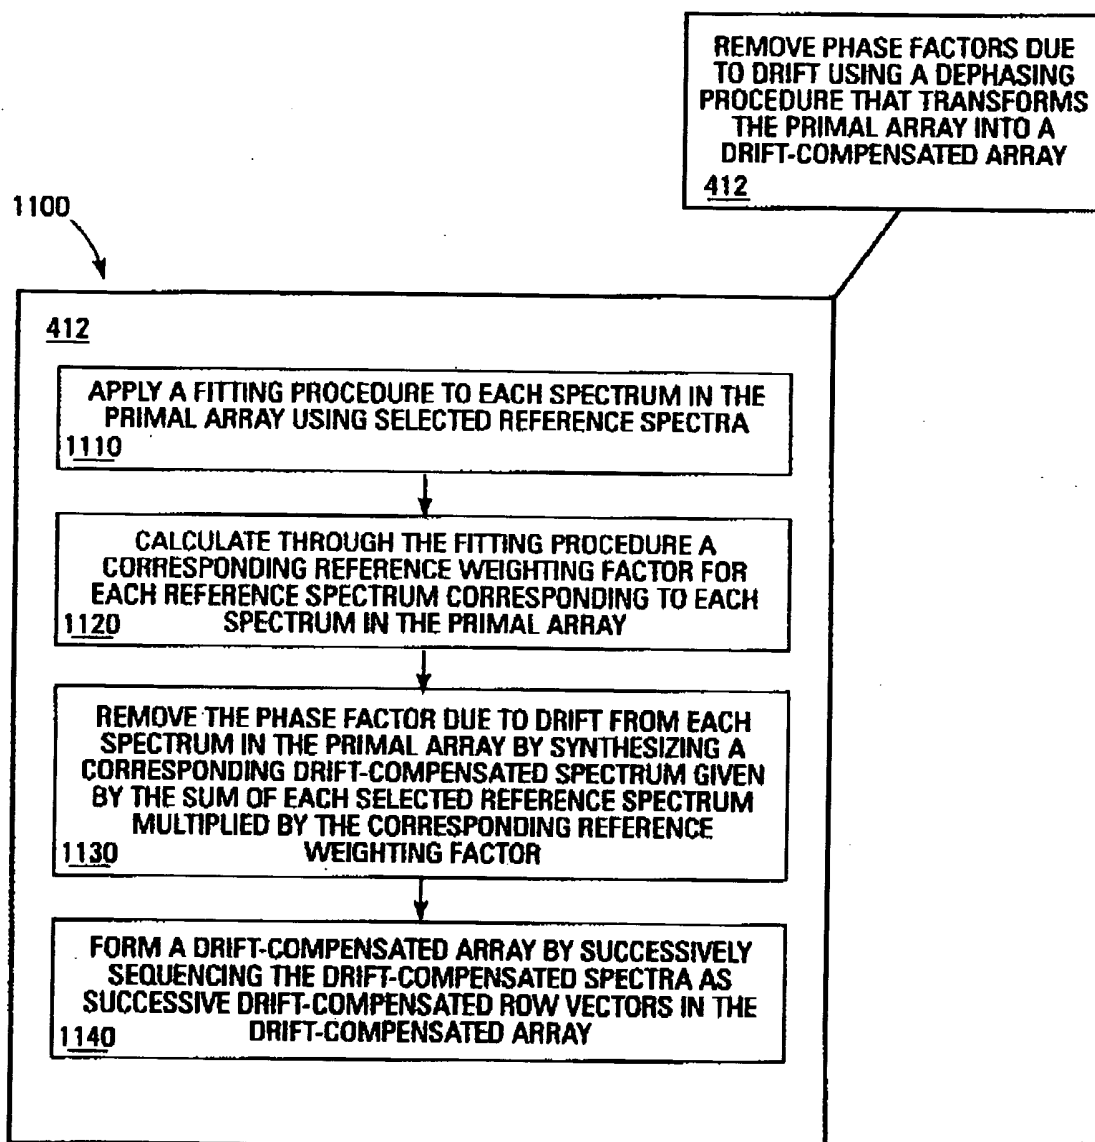 REMOVE PHASE FACTORS DUE
TO DRIFT USING A DEPHASING
PROCEDURE THAT TRANSFORMS
THE PRIMAL ARRAY INTO A
DRIFT-COMPENSATED ARRAY
412
1100
412
APPLY A FITTING PROCEDURE TO EACH SPECTRUM IN THE
PRIMAL ARRAY USING SELECTED REFERENCE SPECTRA
1110
CALCULATE THROUGH THE FITTING PROCEDURE A
CORRESPONDING REFERENCE WEIGHTING FACTOR FOR
EACH REFERENCE SPECTRUM CORRESPONDING TO EACH
1120 SPECTRUM IN THE PRIMAL ARRAY
REMOVE THE PHASE FACTOR DUE TO DRIFT FROM EACH
SPECTRUM IN THE PRIMAL ARRAY BY SYNTHESIZING A
CORRESPONDING DRIFT-COMPENSATED SPECTRUM GIVEN
BY THE SUM OF EACH SELECTED REFERENCE SPECTRUM
MULTIPLIED BY THE CORRESPONDING REFERENCE
1130 WEIGHTING FACTOR
FORM A DRIFT-COMPENSATED ARRAY BY SUCCESSIVELY
SEQUENCING THE DRIFT-COMPENSATED SPECTRA AS
SUCCESSIVE DRIFT-COMPENSATED ROW VECTORS IN THE
1140 DRIFT-COMPENSATED ARRAY